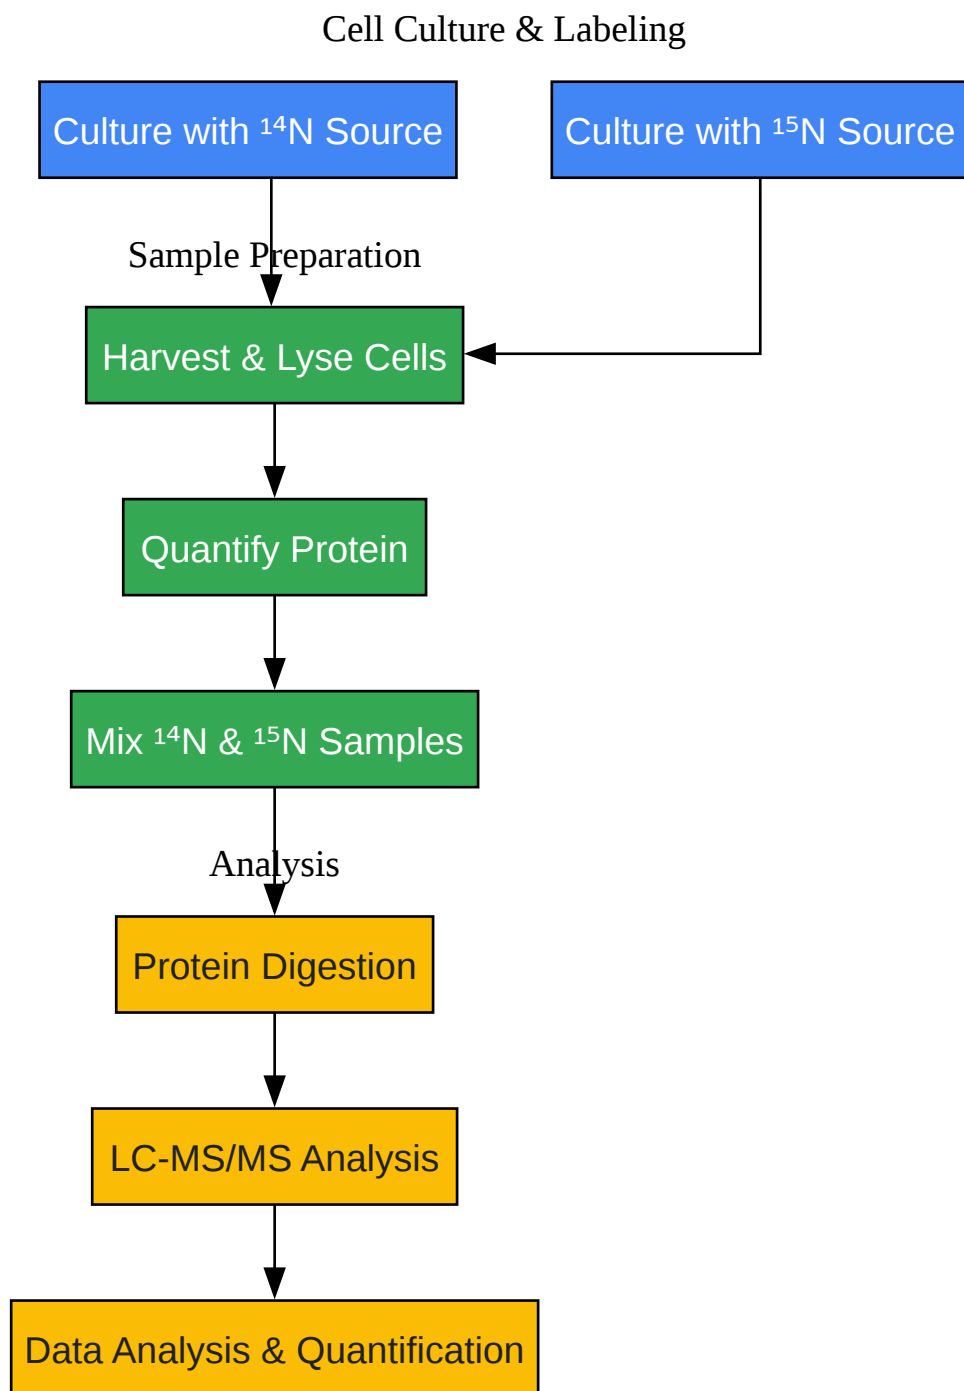 Cell Culture & Labeling
Culture with ¹⁴N Source
Culture with ¹⁵N Source
Sample Preparation
Harvest & Lyse Cells
Quantify Protein
Mix ¹⁴N & ¹⁵N Samples
Analysis
Protein Digestion
LC-MS/MS Analysis
Data Analysis & Quantification